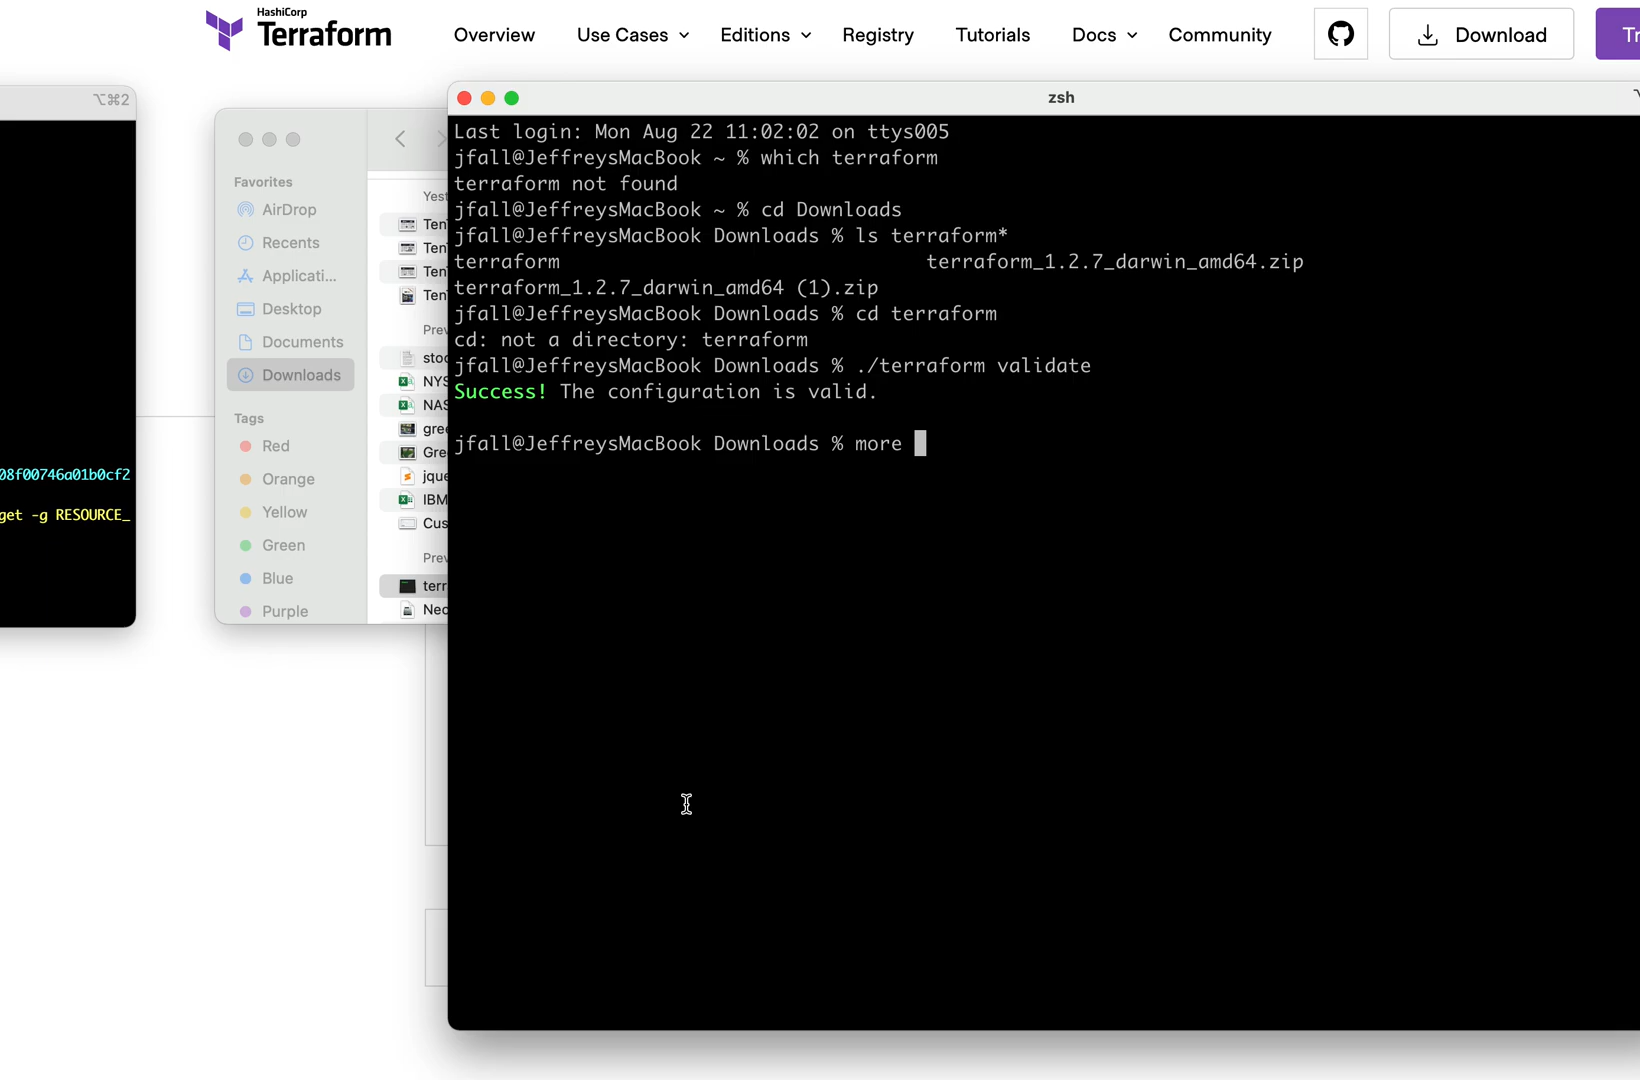 HashiCorp
Terraform
Overview
Use Cases
Editions
Registry
Tutorials
Docs
Community
Download
⌥⌘2
08f00746a01b0cf2
get -g RESOURCE_
Favorites
AirDrop
Recents
Applicati...
Desktop
Documents
Downloads
Tags
Red
Orange
Yellow
Green
Blue
Purple
zsh
Last login: Mon Aug 22 11:02:02 on ttys005
jfall@JeffreysMacBook ~ % which terraform
terraform not found
jfall@JeffreysMacBook ~ % cd Downloads
jfall@JeffreysMacBook Downloads % ls terraform*
terraform terraform_1.2.7_darwin_amd64.zip
terraform_1.2.7_darwin_amd64 (1).zip
jfall@JeffreysMacBook Downloads % cd terraform
cd: not a directory: terraform
jfall@JeffreysMacBook Downloads % ./terraform validate
Success! The configuration is valid.
jfall@JeffreysMacBook Downloads % more